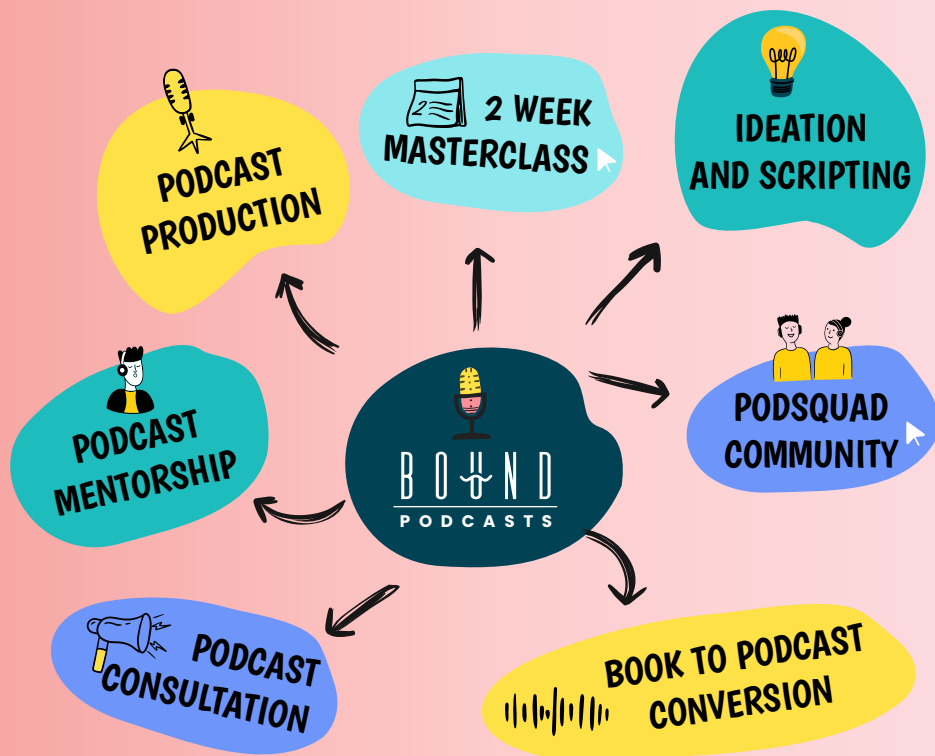 PODCAST
PRODUCTION
2
2 WEEK
MASTERCLASS
IDEATION
AND SCRIPTING
PODCAST
MENTORSHIP
BOUND
PODCASTS
PODSQUAD
COMMUNITY
PODCAST
CONSULTATION
BOOK TO PODCAST
CONVERSION